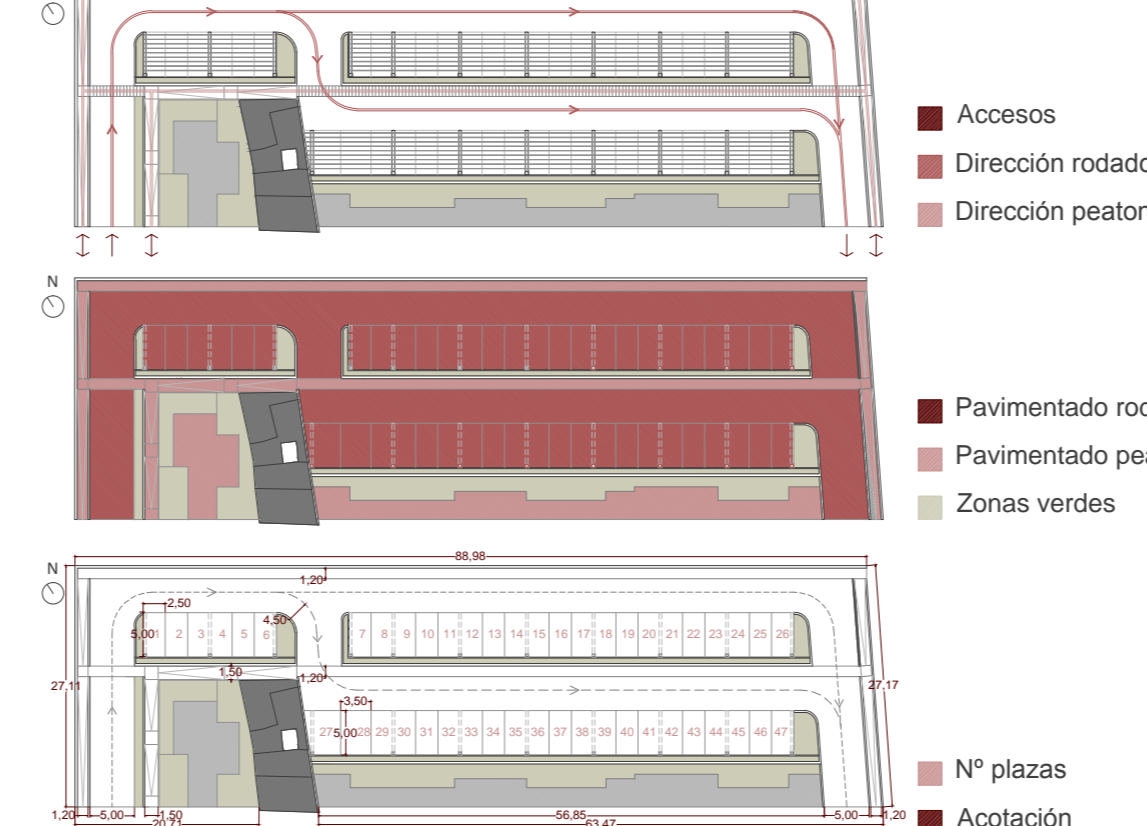 Accesos
Dirección rodado
Dirección peaton
N
Pavimentado rod
Pavimentado pea
Zonas verdes
N
88,98
1,20
2,50
4,50
5,00
1 2 3 4 5 6 7 8 9 10 11 12 13 14 15 16 17 18 19 20 21 22 23 24 25 26
1,50
1,20
27,11
27,17
3,50
5,00
27 28 29 30 31 32 33 34 35 36 37 38 39 40 41 42 43 44 45 46 47
Nº plazas
1,20 5,00 1,50 56,85 5,00 1,20
20,71 63,47
Acotación